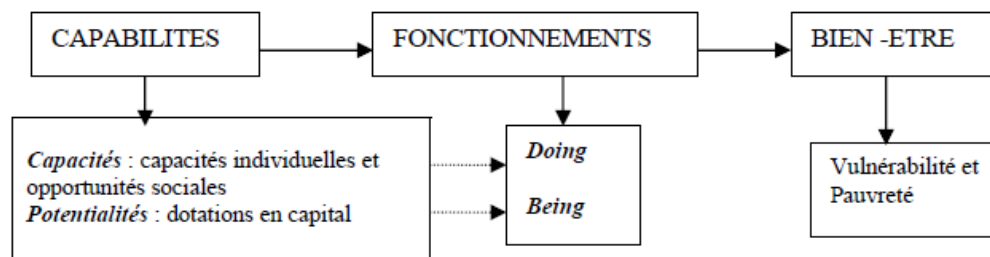 CAPABILITES
FONCTIONNEMENTS
BIEN -ETRE
Capacités : capacités individuelles et
opportunités sociales
Potentialités : dotations en capital
Doing
Being
Vulnérabilité et
Pauvreté